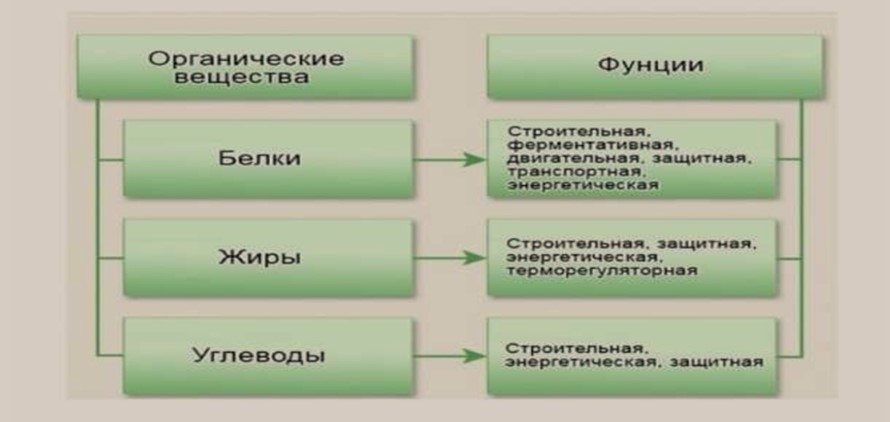 Органические
вещества
Фунции
Белки
Строительная,
ферментативная,
двигательная, защитная,
транспортная,
энергетическая
Жиры
Строительная, защитная,
энергетическая,
терморегуляторная
Углеводы
Строительная,
энергетическая, защитная